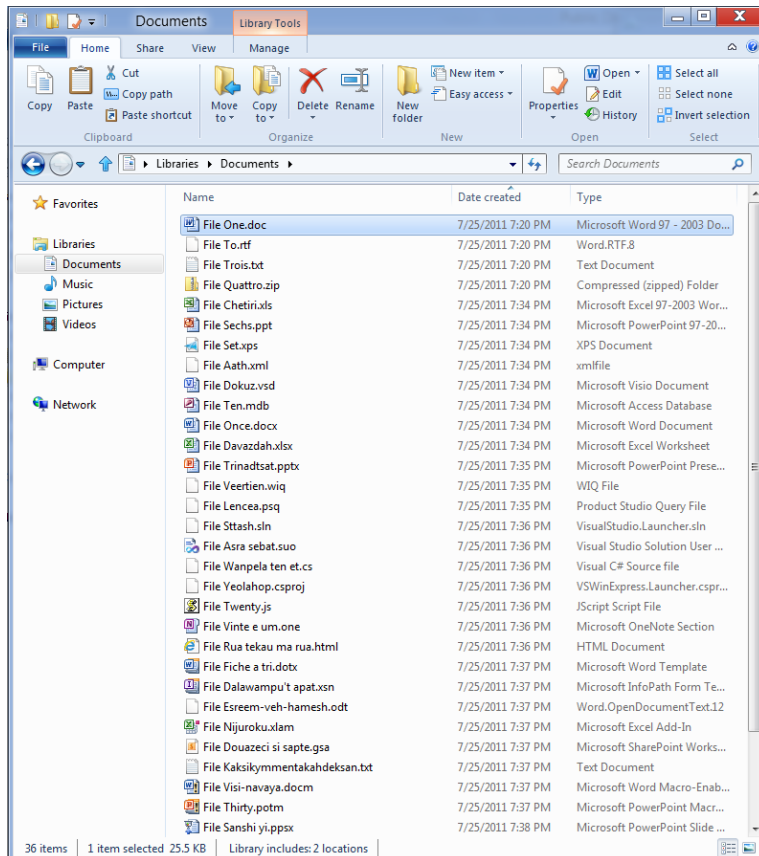 Documents
Library Tools
File Home Share View Manage
Cut
Copy path
Paste shortcut
Copy Paste
Move to Copy to Delete Rename
New folder
New item
Easy access
Properties
Open
Edit
History
Select all
Select none
Invert selection
Clipboard Organize New Open Select
Libraries Documents
Search Documents
Favorites
Libraries
Documents
Music
Pictures
Videos
Computer
Network
Name Date created Type
File One.doc 7/25/2011 7:20 PM Microsoft Word 97 - 2003 Do...
File To.rtf 7/25/2011 7:20 PM Word.RTF.8
File Trois.txt 7/25/2011 7:20 PM Text Document
File Quattro.zip 7/25/2011 7:20 PM Compressed (zipped) Folder
File Chetiri.xls 7/25/2011 7:34 PM Microsoft Excel 97-2003 Wor...
File Sechs.ppt 7/25/2011 7:34 PM Microsoft PowerPoint 97-20...
File Set.xps 7/25/2011 7:34 PM XPS Document
File Aath.xml 7/25/2011 7:34 PM xmlfile
File Dokuz.vsd 7/25/2011 7:34 PM Microsoft Visio Document
File Ten.mdb 7/25/2011 7:34 PM Microsoft Access Database
File Once.docx 7/25/2011 7:34 PM Microsoft Word Document
File Davazdah.xlsx 7/25/2011 7:34 PM Microsoft Excel Worksheet
File Trinadtsat.pptx 7/25/2011 7:35 PM Microsoft PowerPoint Prese...
File Veertien.wiq 7/25/2011 7:35 PM WIQ File
File Lencea.psq 7/25/2011 7:35 PM Product Studio Query File
File Sttash.sln 7/25/2011 7:36 PM VisualStudio.Launcher.sln
File Asra sebat.suo 7/25/2011 7:36 PM Visual Studio Solution User ...
File Wanpela ten et.cs 7/25/2011 7:36 PM Visual C# Source file
File Yeolahop.csproj 7/25/2011 7:36 PM VSWinExpress.Launcher.cspr...
File Twenty.js 7/25/2011 7:36 PM JScript Script File
File Vinte e um.one 7/25/2011 7:36 PM Microsoft OneNote Section
File Rua tekau ma rua.html 7/25/2011 7:36 PM HTML Document
File Fiche a tri.dotx 7/25/2011 7:37 PM Microsoft Word Template
File Dalawampu't apat.xsn 7/25/2011 7:37 PM Microsoft InfoPath Form Te...
File Esreem-veh-hamesh.odt 7/25/2011 7:37 PM Word.OpenDocumentText.12
File Nijuroku.xlam 7/25/2011 7:37 PM Microsoft Excel Add-In
File Douazeci si sapte.gsa 7/25/2011 7:37 PM Microsoft SharePoint Works...
File Kaksikymmentakahdeksan.txt 7/25/2011 7:37 PM Text Document
File Visi-navaya.docm 7/25/2011 7:37 PM Microsoft Word Macro-Enab...
File Thirty.potm 7/25/2011 7:37 PM Microsoft PowerPoint Macr...
File Sanshi yi.ppsx 7/25/2011 7:38 PM Microsoft PowerPoint Slide ...
36 items 1 item selected 25.5 KB Library includes: 2 locations